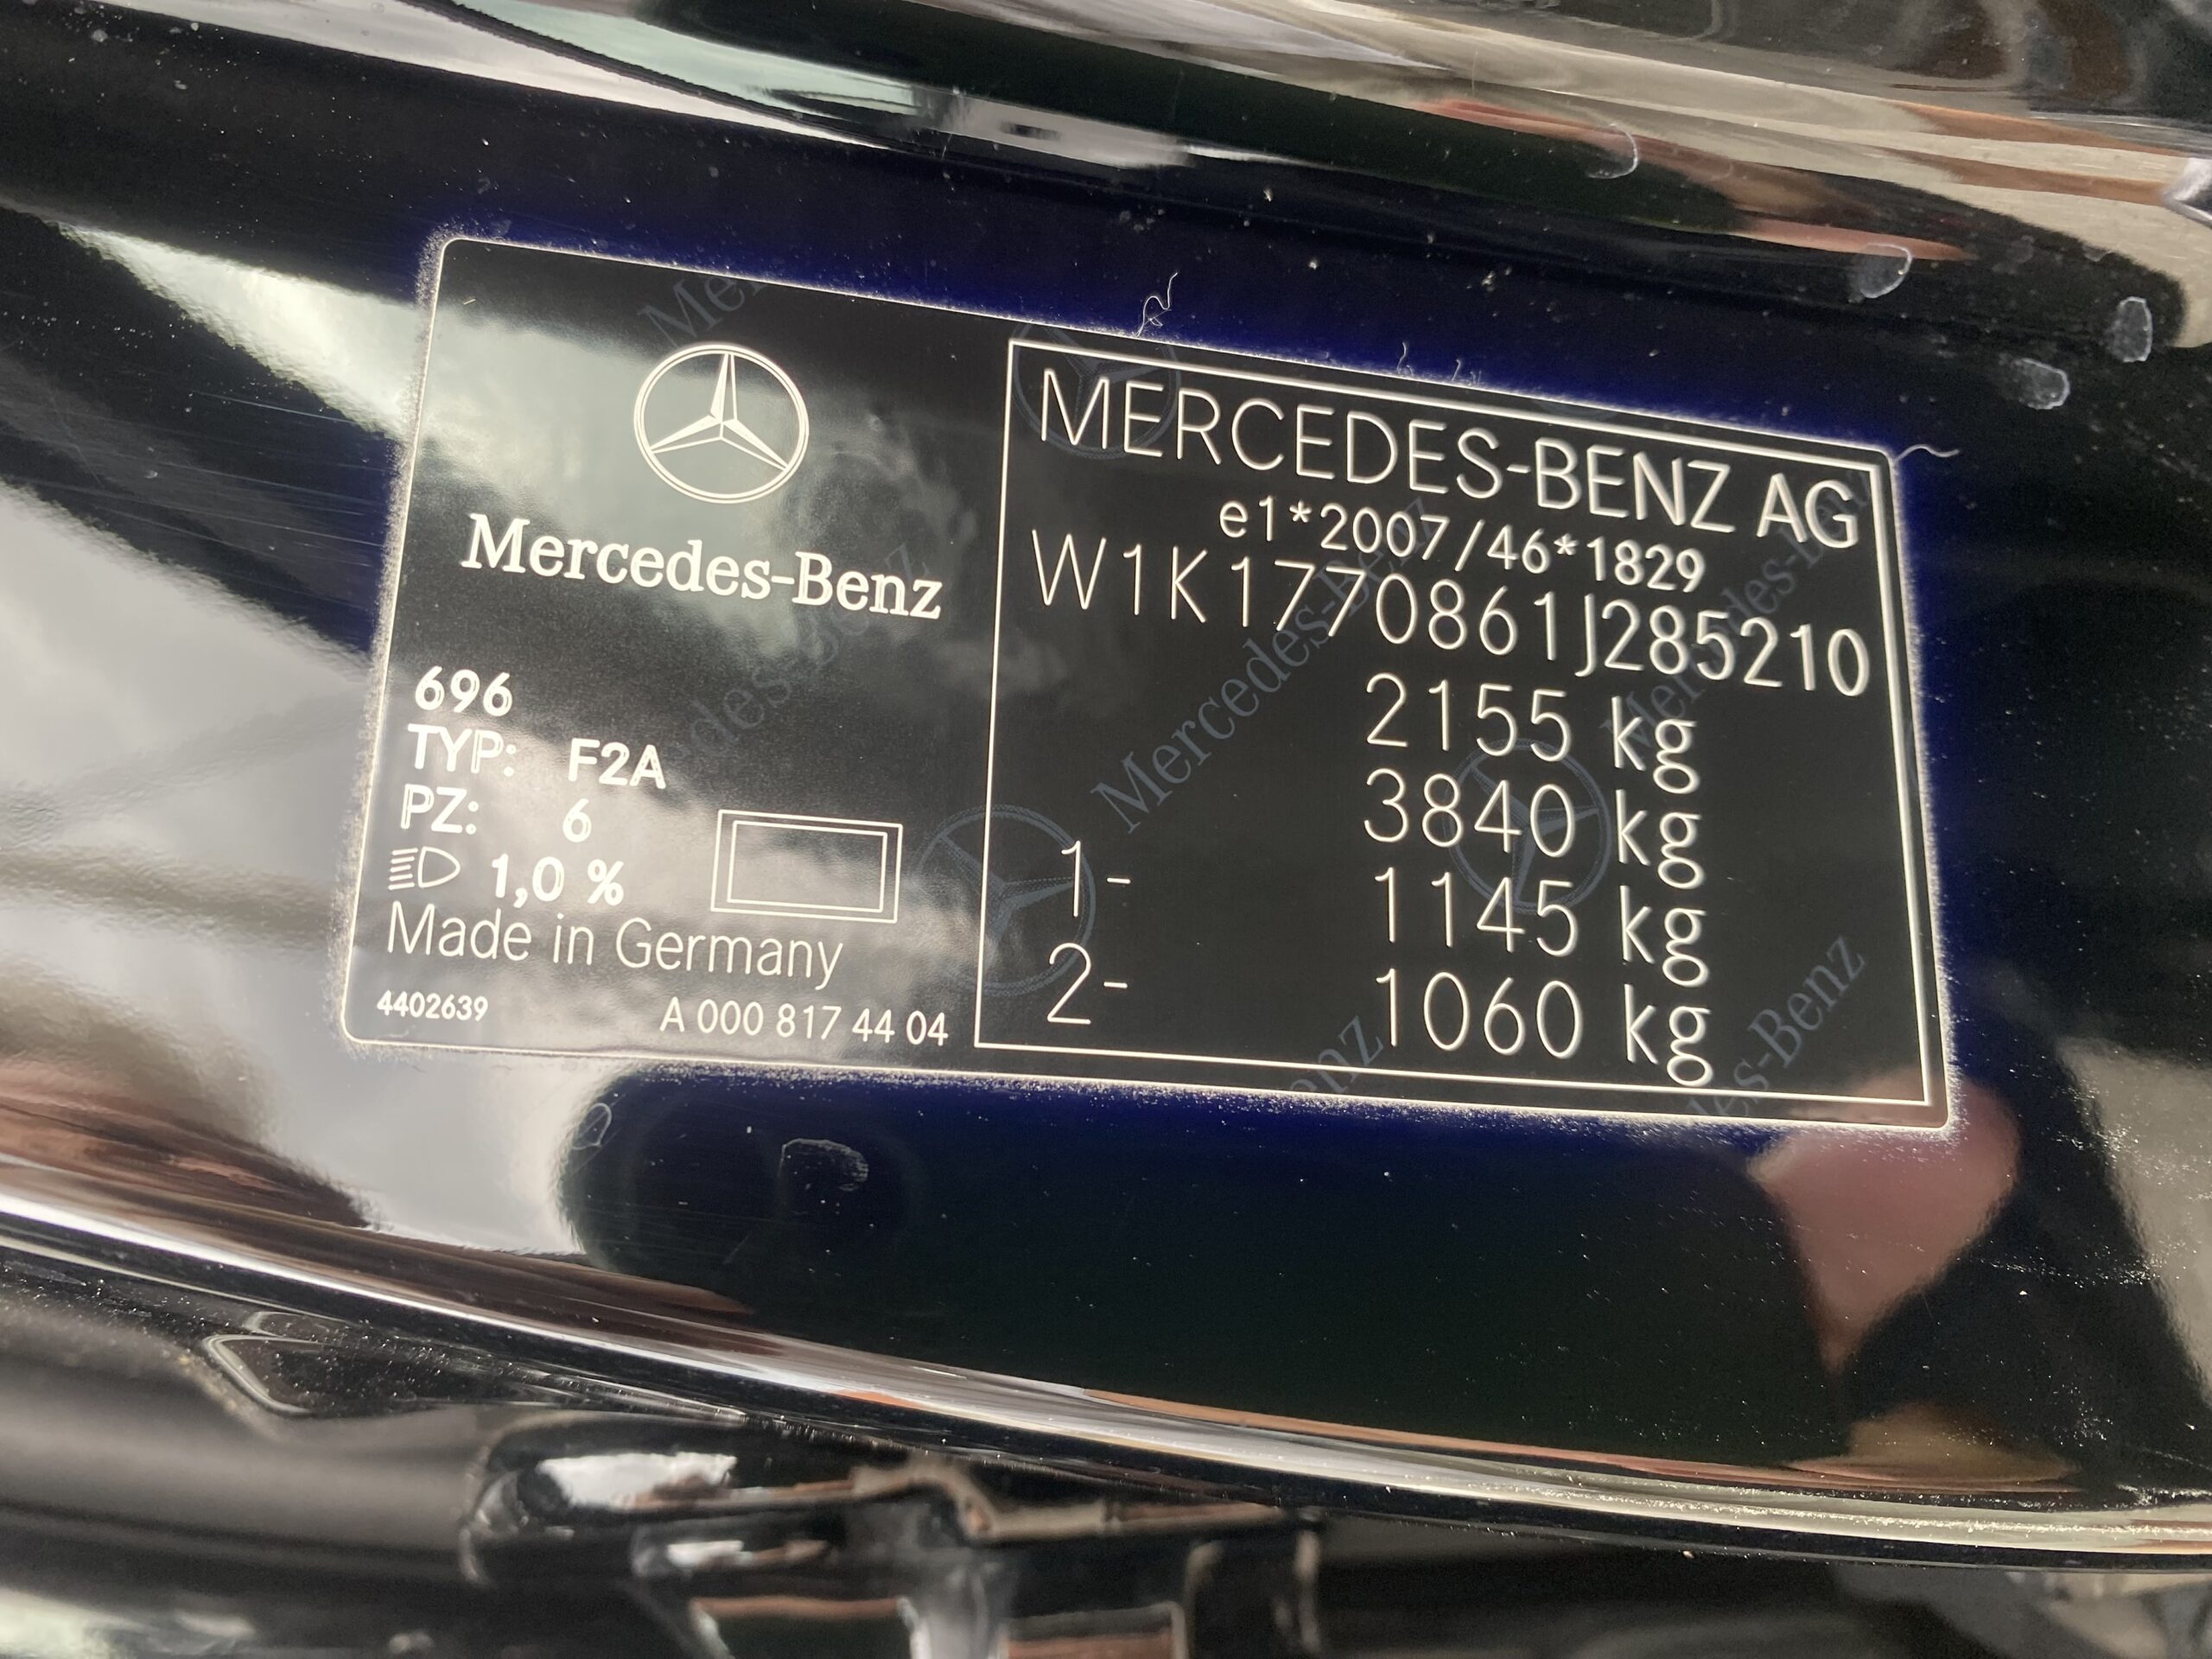 Mercedes-Benz
696
TYP: F2A
PZ: 6
1,0 %
Made in Germany
4402639 A 000 817 44 04
MERCEDES-BENZ AG
e1*2007/46*1829
W1K1770861J285210
2155 kg
3840 kg
1- 1145 kg
2- 1060 kg